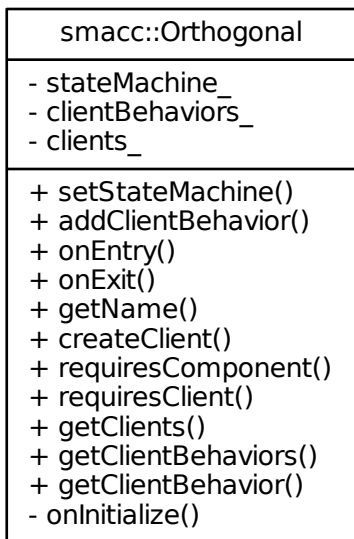 smacc::Orthogonal
- stateMachine_
- clientBehaviors_
- clients_
+ setStateMachine()
+ addClientBehavior()
+ onEntry()
+ onExit()
+ getName()
+ createClient()
+ requiresComponent()
+ requiresClient()
+ getClients()
+ getClientBehaviors()
+ getClientBehavior()
- onInitialize()